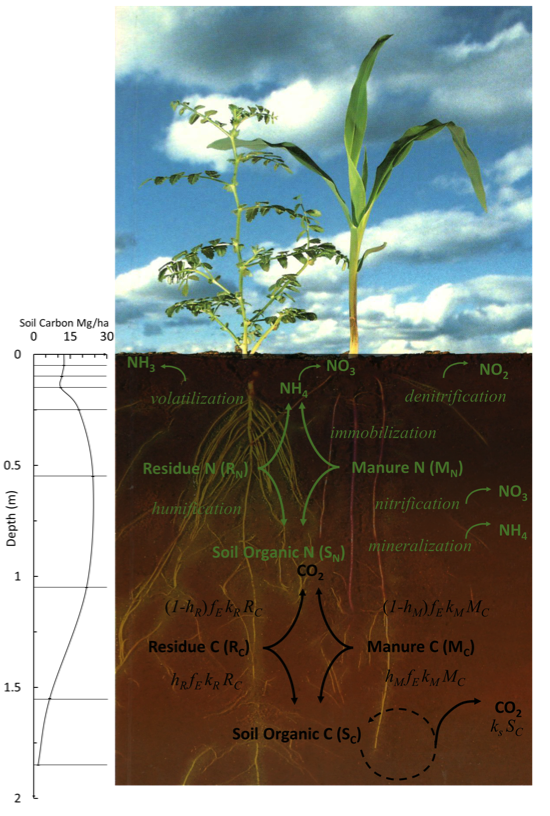 Soil Carbon Mg/ha
0 15 30
0
0.5
1
1.5
2
Depth (m)
NH₃
volatilization
NH₄
NO₃
NO₂
denitrification
immobilization
Residue N (R_N)
Manure N (M_N)
humification
nitrification
NO₃
mineralization
NH₄
Soil Organic N (S_N)
CO₂
(1-h_R)f_E k_R R_C
(1-h_M)f_E k_M M_C
Residue C (R_C)
Manure C (M_C)
h_R f_E k_R R_C
h_M f_E k_M M_C
Soil Organic C (S_C)
CO₂
k_s S_C